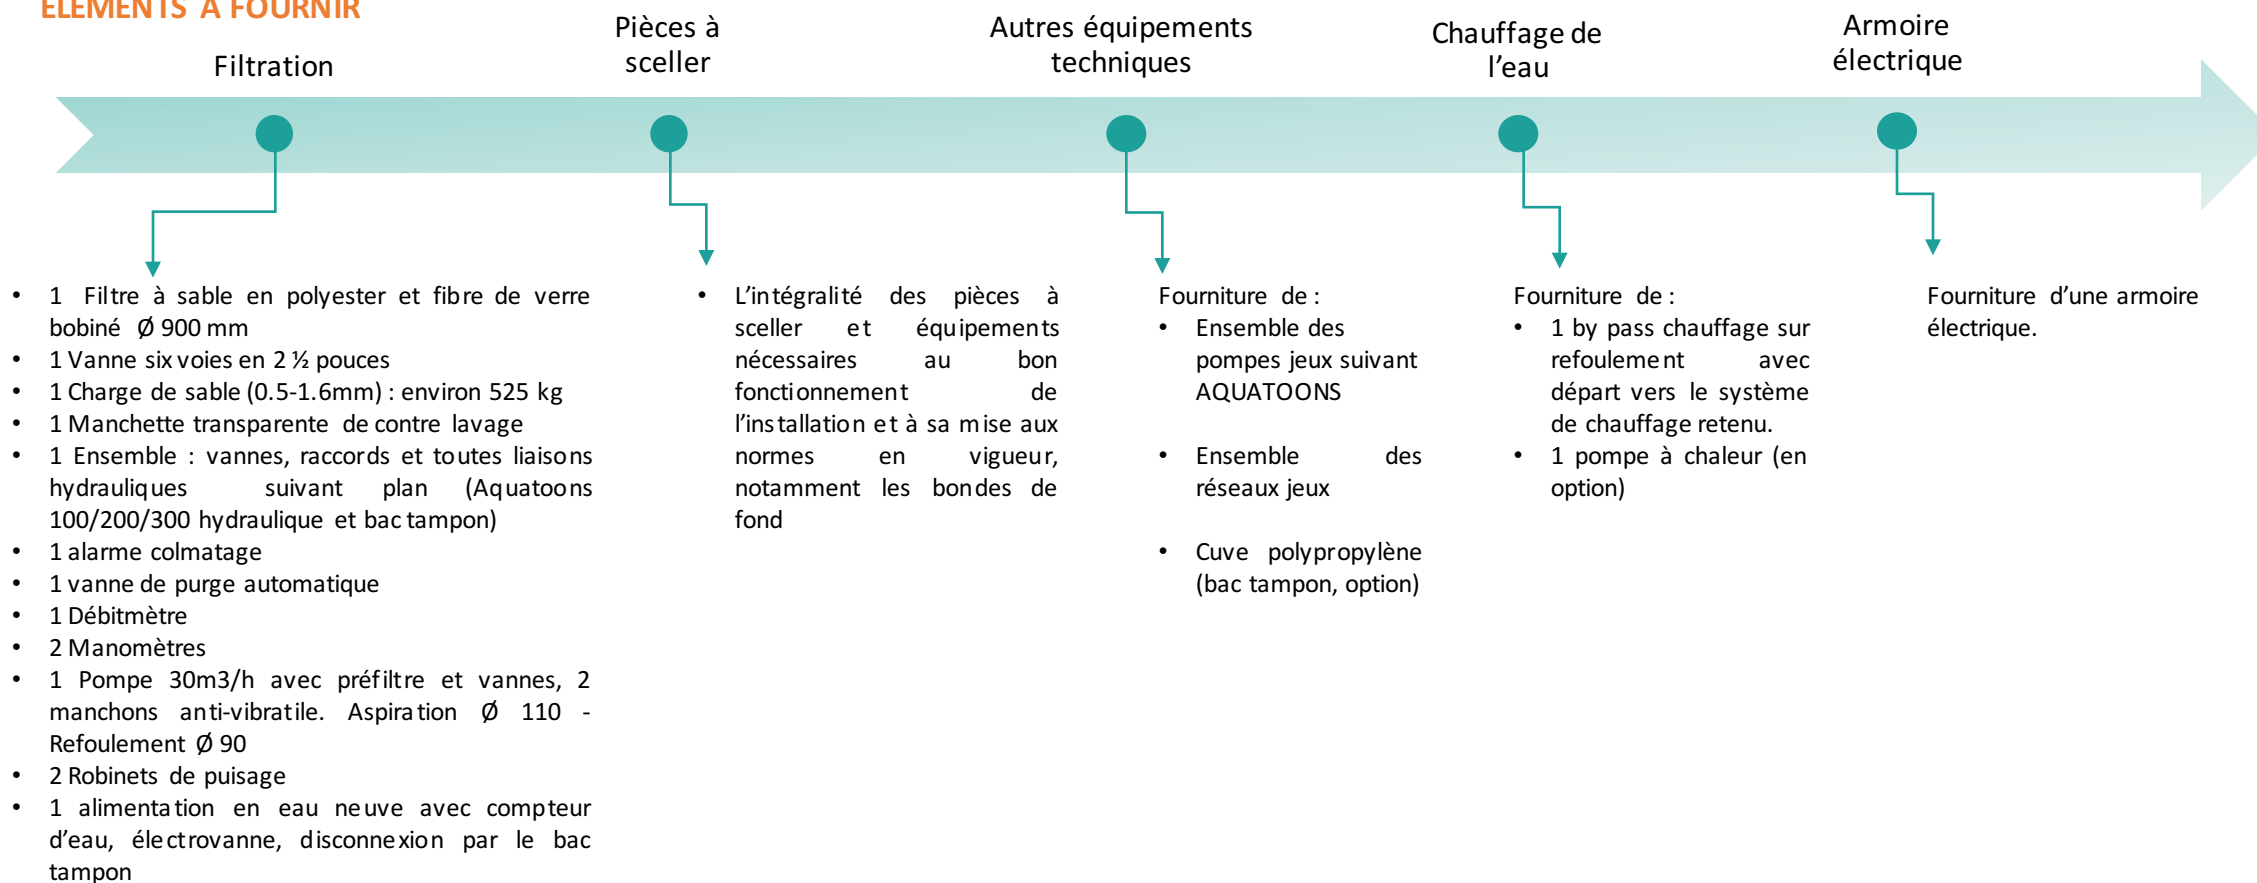 ELEMENTS A FOURNIR
Filtration
Pièces à
sceller
Autres équipements
techniques
Chauffage de
l’eau
Armoire
électrique
• 1 Filtre à sable en polyester et fibre de verre
bobiné Ø 900 mm
• 1 Vanne six voies en 2 ½ pouces
• 1 Charge de sable (0.5-1.6mm) : environ 525 kg
• 1 Manchette transparente de contre lavage
• 1 Ensemble : vannes, raccords et toutes liaisons
hydrauliques suivant plan (Aquatoons
100/200/300 hydraulique et bac tampon)
• 1 alarme colmatage
• 1 vanne de purge automatique
• 1 Débitmètre
• 2 Manomètres
• 1 Pompe 30m3/h avec préfiltre et vannes, 2
manchons anti-vibratile. Aspiration Ø 110 -
Refoulement Ø 90
• 2 Robinets de puisage
• 1 alimentation en eau neuve avec compteur
d’eau, électrovanne, disconnexion par le bac
tampon
• L’intégralité des pièces à
sceller et équipements
nécessaires au bon
fonctionnement de
l’installation et à sa mise aux
normes en vigueur,
notamment les bondes de
fond
Fourniture de :
• Ensemble des
pompes jeux suivant
AQUATOONS
• Ensemble des
réseaux jeux
• Cuve polypropylène
(bac tampon, option)
Fourniture de :
• 1 by pass chauffage sur
refoulement avec
départ vers le système
de chauffage retenu.
• 1 pompe à chaleur (en
option)
Fourniture d’une armoire
électrique.